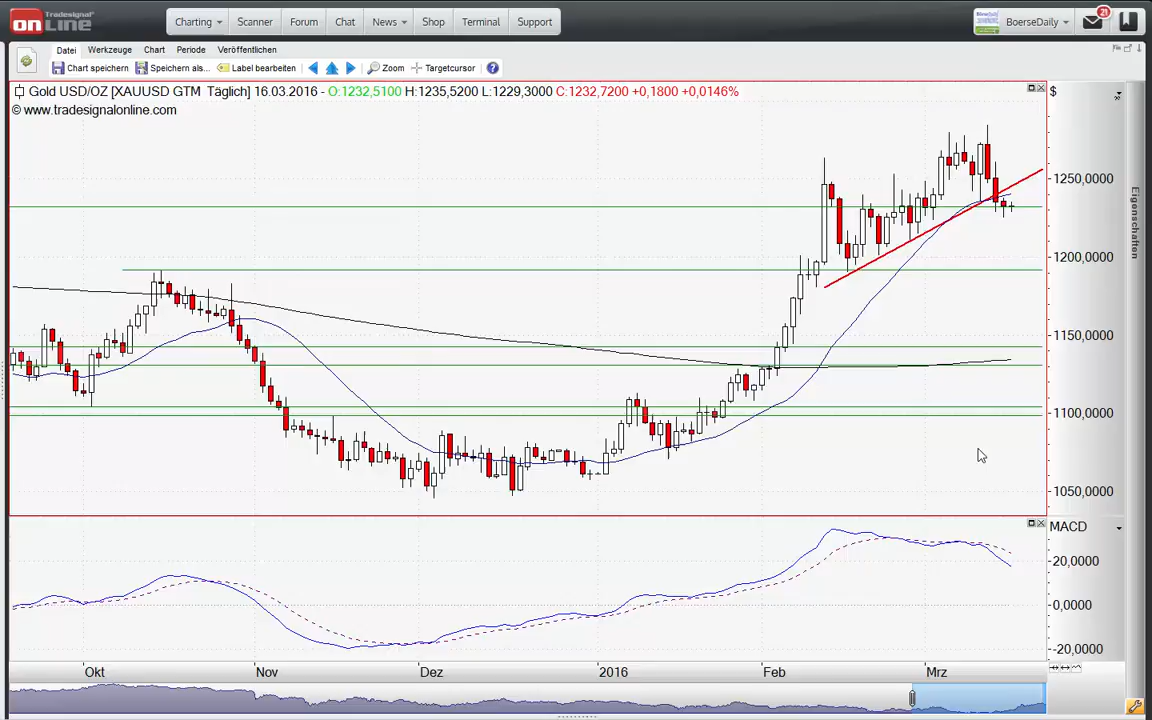 Tradesignal®
onLine
Charting
Scanner
Forum
Chat
News
Shop
Terminal
Support
BoerseDaily
21
Datei
Werkzeuge
Chart
Periode
Veröffentlichen
Chart speichern
Speichern als...
Label bearbeiten
Zoom
Targetcursor
?
Gold USD/OZ [XAUUSD GTM Täglich] 16.03.2016 - O:1232,5100 H:1235,5200 L:1229,3000 C:1232,7200 +0,1800 +0,0146%
© www.tradesignalonline.com
$
1250,0000
1200,0000
1150,0000
1100,0000
1050,0000
Eigenschaften
MACD
20,0000
0,0000
-20,0000
Okt
Nov
Dez
2016
Feb
Mrz